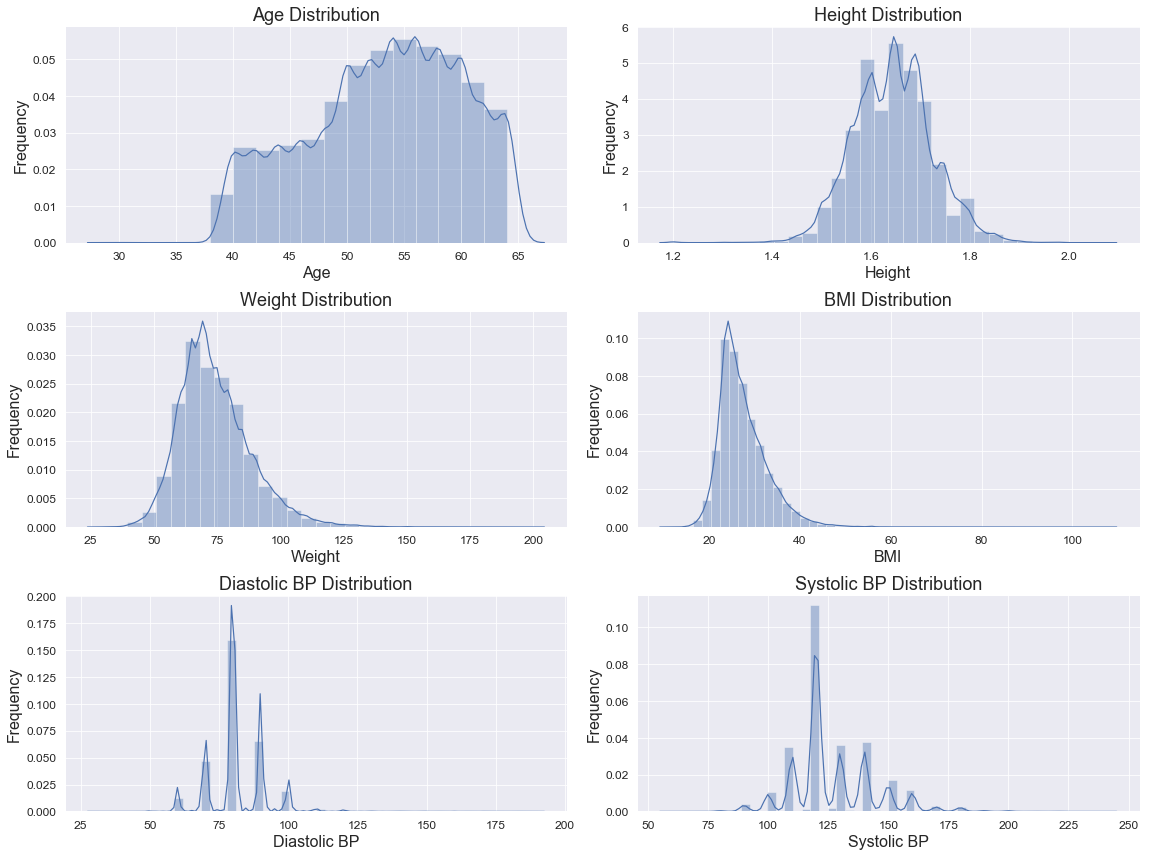 Age Distribution
Frequency
0.05
0.04
0.03
0.02
0.01
0.00
30 35 40 45 50 55 60 65
Age
Height Distribution
Frequency
6
5
4
3
2
1
0
1.2 1.4 1.6 1.8 2.0
Height
Weight Distribution
Frequency
0.035
0.030
0.025
0.020
0.015
0.010
0.005
0.000
25 50 75 100 125 150 175 200
Weight
BMI Distribution
Frequency
0.10
0.08
0.06
0.04
0.02
0.00
20 40 60 80 100
BMI
Diastolic BP Distribution
Frequency
0.200
0.175
0.150
0.125
0.100
0.075
0.050
0.025
0.000
25 50 75 100 125 150 175 200
Diastolic BP
Systolic BP Distribution
Frequency
0.10
0.08
0.06
0.04
0.02
0.00
50 75 100 125 150 175 200 225 250
Systolic BP